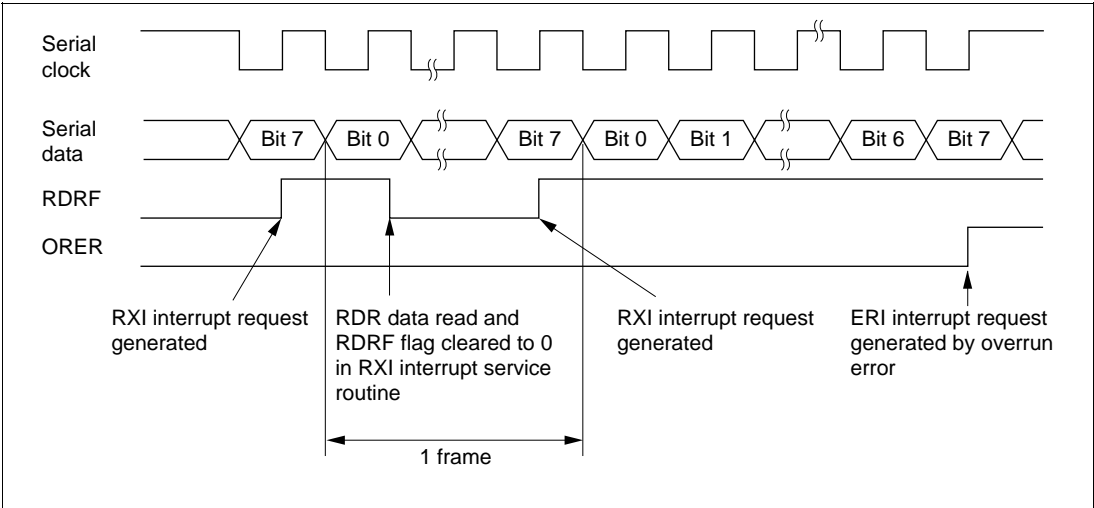 Serial
clock
Serial
data
Bit 7
Bit 0
Bit 7
Bit 0
Bit 1
Bit 6
Bit 7
RDRF
ORER
RXI interrupt request
generated
RDR data read and
RDRF flag cleared to 0
in RXI interrupt service
routine
RXI interrupt request
generated
ERI interrupt request
generated by overrun
error
1 frame